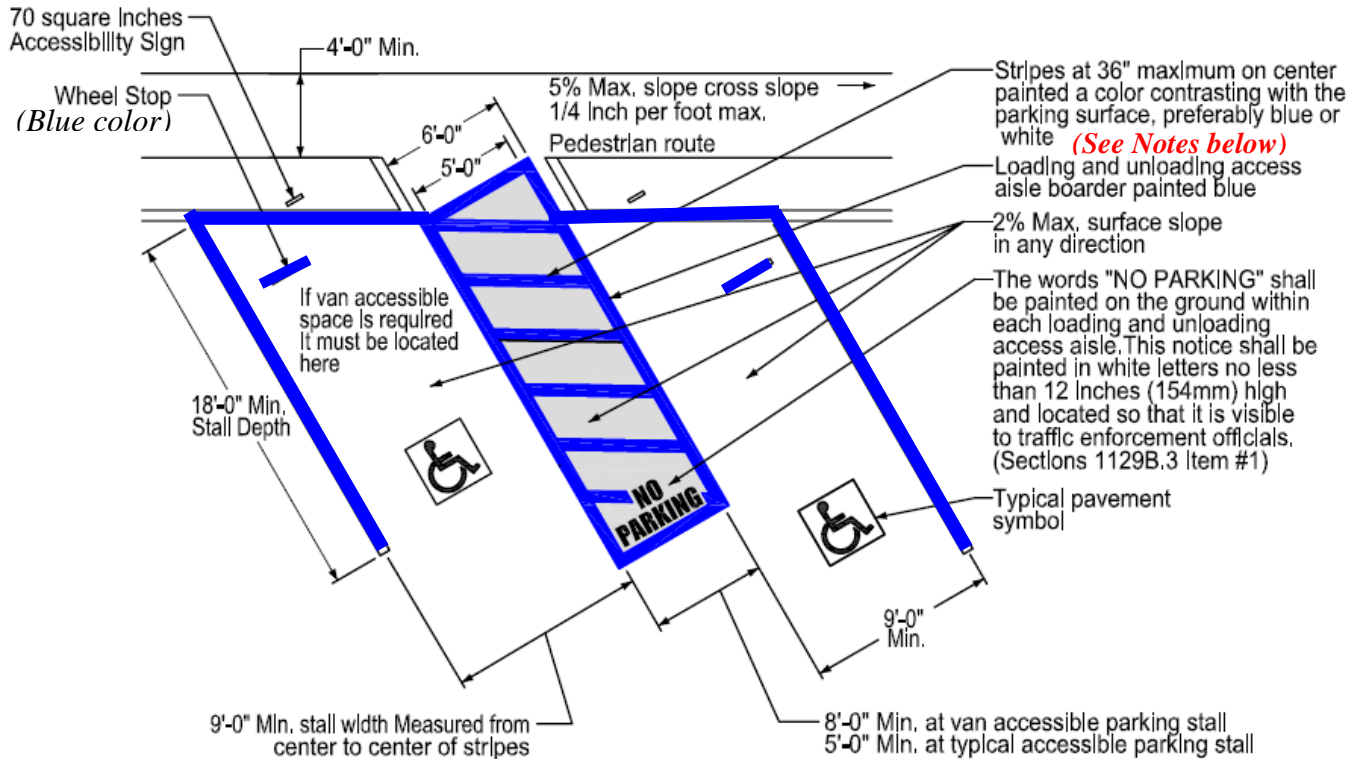 70 square Inches
Accessibility Sign
4'-0" Min.
Wheel Stop
(Blue color)
5% Max. slope cross slope
1/4 Inch per foot max.
Pedestrian route
6'-0"
5'-0"
Stripes at 36" maximum on center
painted a color contrasting with the
parking surface, preferably blue or
white (See Notes below)
Loading and unloading access
aisle boarder painted blue
2% Max. surface slope
in any direction
The words "NO PARKING" shall
be painted on the ground within
each loading and unloading
access aisle.This notice shall be
painted in white letters no less
than 12 Inches (154mm) high
and located so that it is visible
to traffic enforcement officials.
(Sections 1129B.3 Item #1)
Typical pavement
symbol
If van accessible
space is required
It must be located
here
18'-0" Min.
Stall Depth
NO
PARKING
9'-0"
Min.
9'-0" Min. stall width Measured from
center to center of stripes
8'-0" Min. at van accessible parking stall
5'-0" Min. at typical accessible parking stall